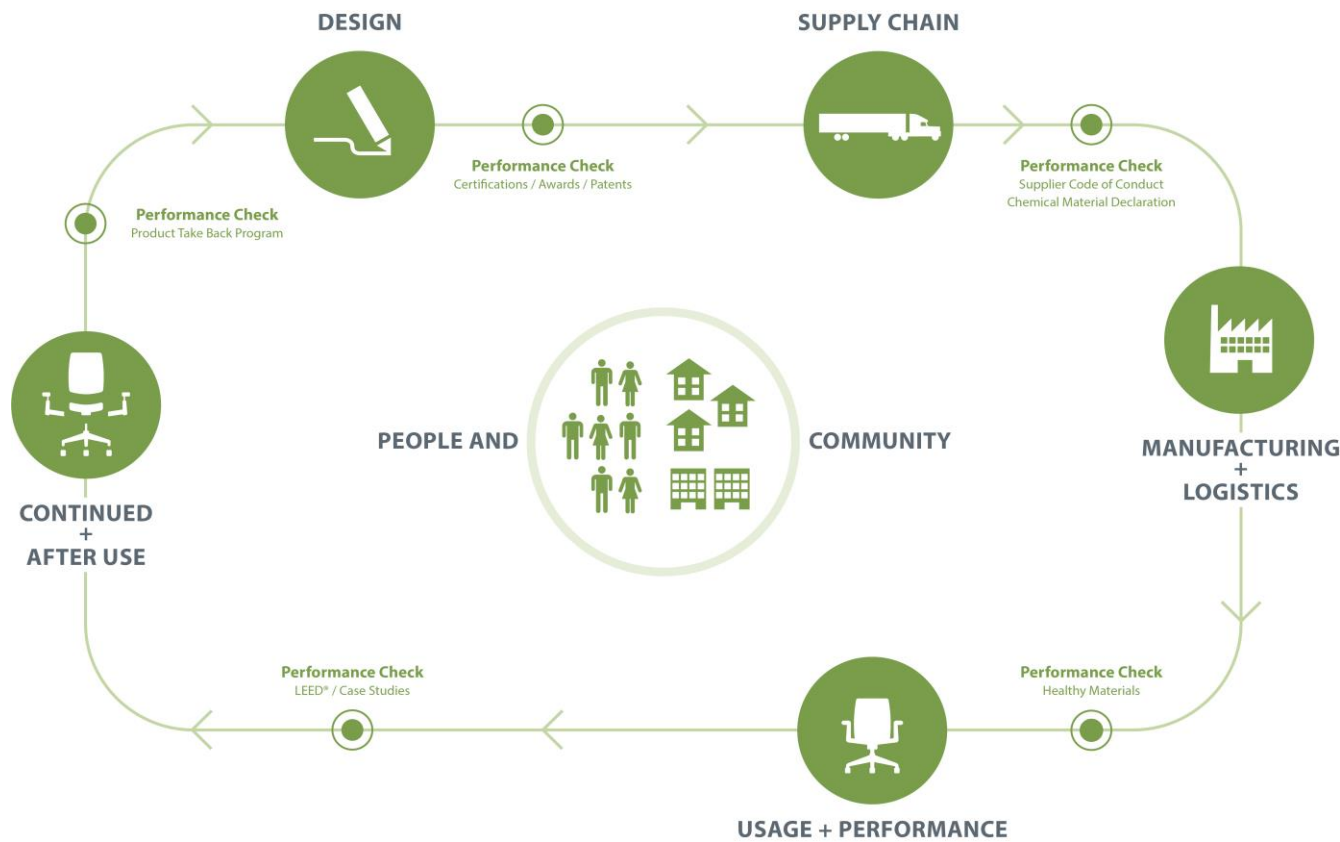 DESIGN
SUPPLY CHAIN
Performance Check
Certifications / Awards / Patents
Performance Check
Supplier Code of Conduct
Chemical Material Declaration
Performance Check
Product Take Back Program
PEOPLE AND
COMMUNITY
MANUFACTURING
+
LOGISTICS
CONTINUED
+
AFTER USE
Performance Check
LEED® / Case Studies
Performance Check
Healthy Materials
USAGE + PERFORMANCE